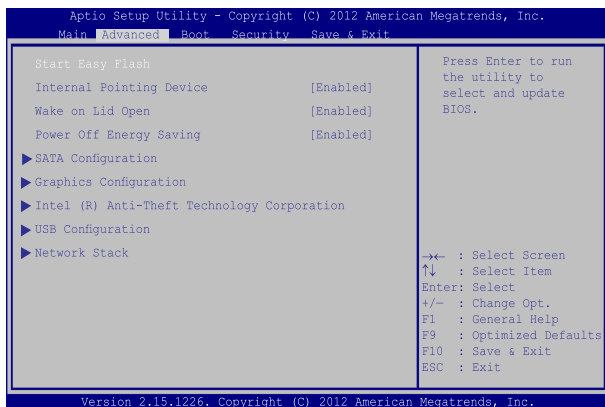 Aptio Setup Utility - Copyright (C) 2012 American Megatrends, Inc.
Main Advanced Boot Security Save & Exit
Start Easy Flash
Internal Pointing Device [Enabled]
Wake on Lid Open [Enabled]
Power Off Energy Saving [Enabled]
SATA Configuration
Graphics Configuration
Intel (R) Anti-Theft Technology Corporation
USB Configuration
Network Stack
Press Enter to run
the utility to
select and update
BIOS.
→← : Select Screen
↑↓ : Select Item
Enter: Select
+/— : Change Opt.
F1 : General Help
F9 : Optimized Defaults
F10 : Save & Exit
ESC : Exit
Version 2.15.1226. Copyright (C) 2012 American Megatrends, Inc.